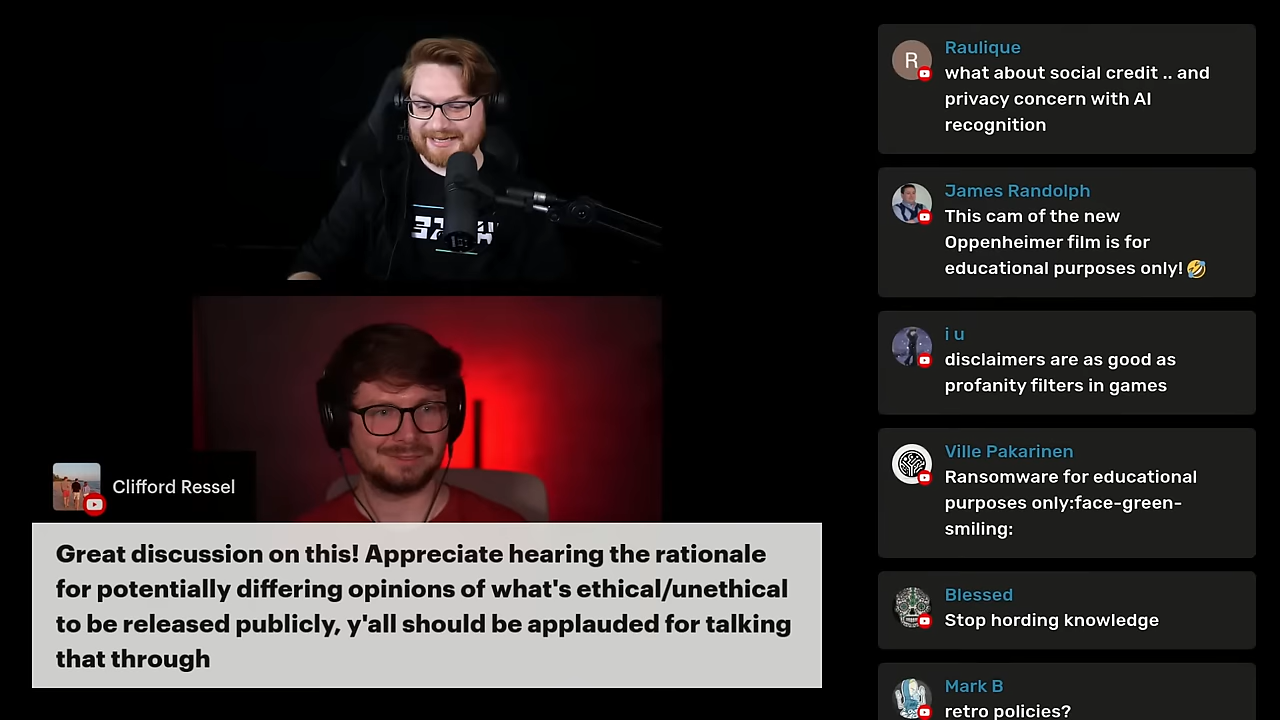 Clifford Ressel
Great discussion on this! Appreciate hearing the rationale
for potentially differing opinions of what's ethical/unethical
to be released publicly, y'all should be applauded for talking
that through
R
Raulique
what about social credit .. and
privacy concern with AI
recognition
James Randolph
This cam of the new
Oppenheimer film is for
educational purposes only! 🤣
i u
disclaimers are as good as
profanity filters in games
Ville Pakarinen
Ransomware for educational
purposes only:face-green-
smiling:
Blessed
Stop hording knowledge
Mark B
retro policies?